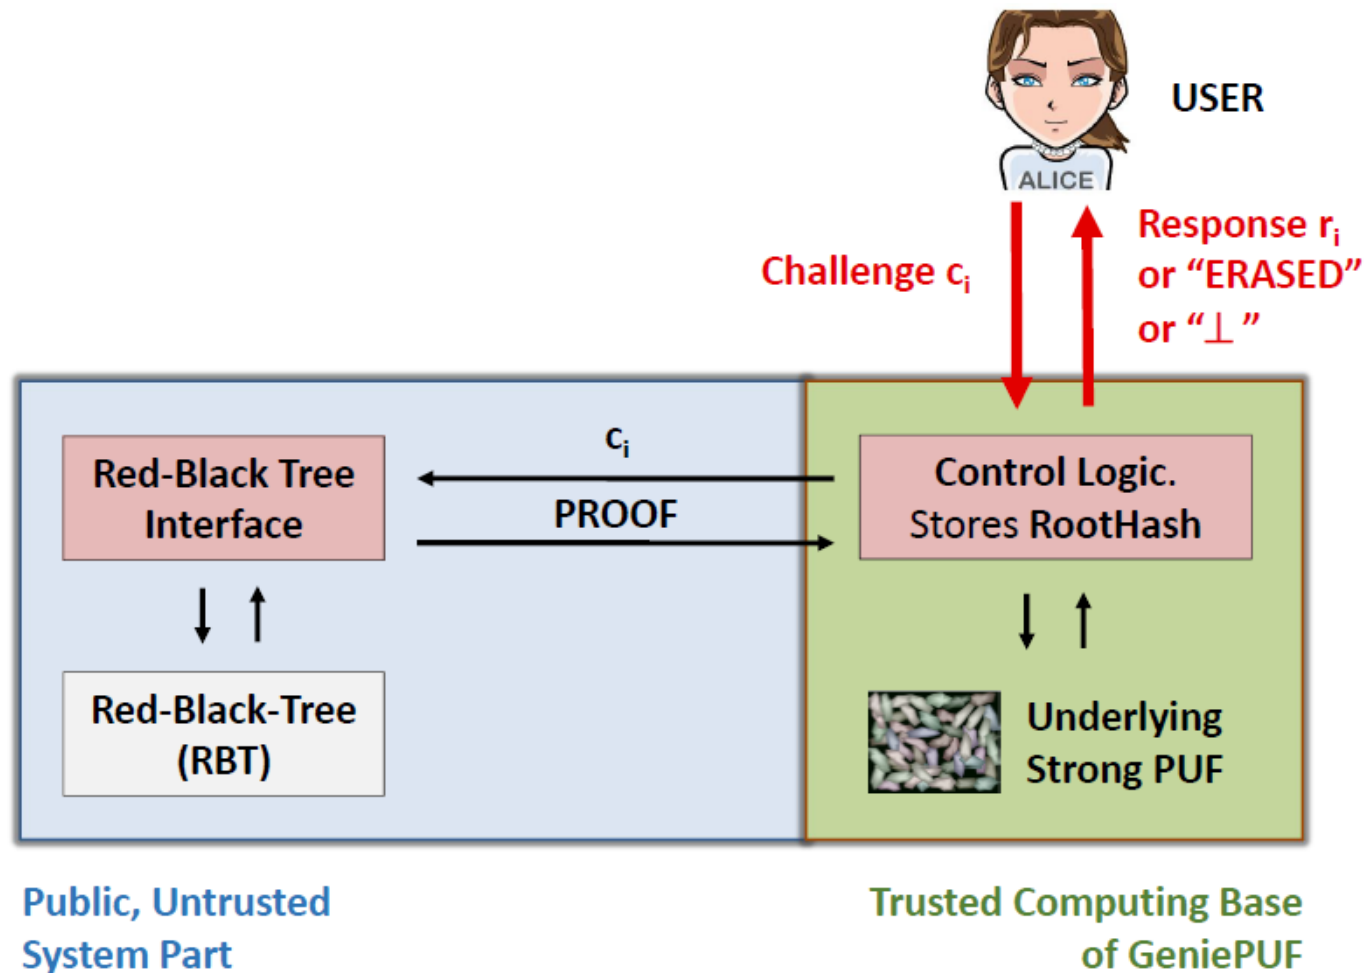 USER
ALICE
Challenge cᵢ
Response rᵢ
or “ERASED”
or “⊥”
Red-Black Tree
Interface
cᵢ
PROOF
Control Logic.
Stores RootHash
Red-Black-Tree
(RBT)
Underlying
Strong PUF
Public, Untrusted
System Part
Trusted Computing Base
of GeniePUF